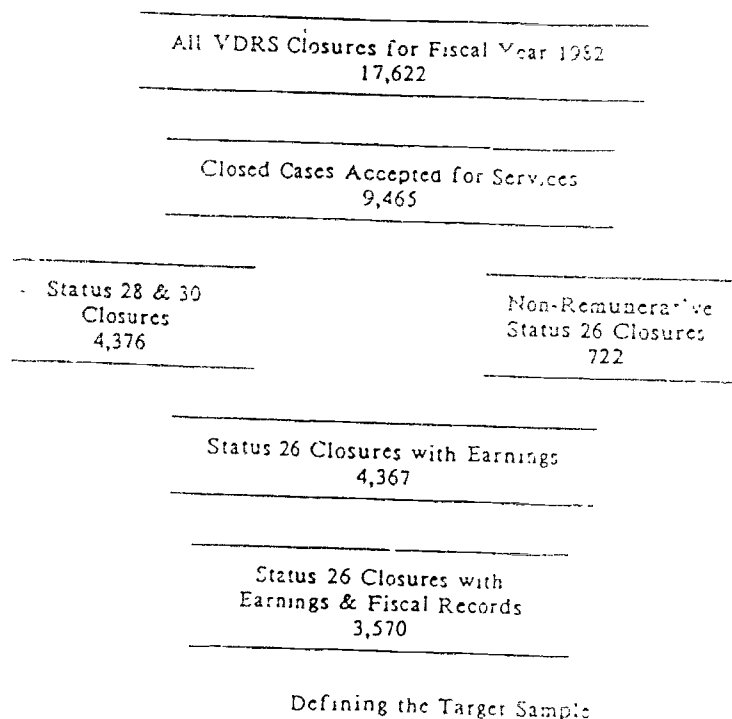 All VDRS Closures for Fiscal Year 1982
17,622
Closed Cases Accepted for Services
9,465
Status 28 & 30
Closures
4,376
Non-Remunerative
Status 26 Closures
722
Status 26 Closures with Earnings
4,367
Status 26 Closures with
Earnings & Fiscal Records
3,570
Defining the Target Sample